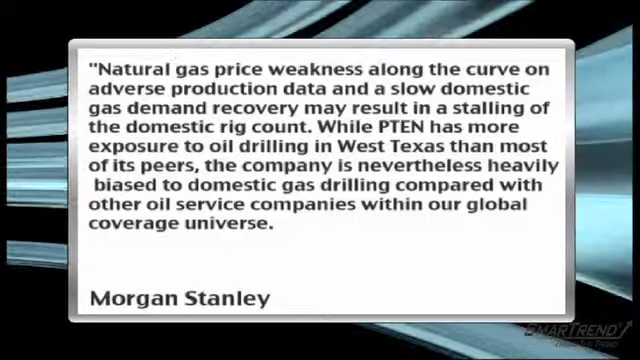 "Natural gas price weakness along the curve on
adverse production data and a slow domestic
gas demand recovery may result in a stalling of
the domestic rig count. While PTEN has more
exposure to oil drilling in West Texas than most
of its peers, the company is nevertheless heavily
biased to domestic gas drilling compared with
other oil service companies within our global
coverage universe.
Morgan Stanley
SMARTREND